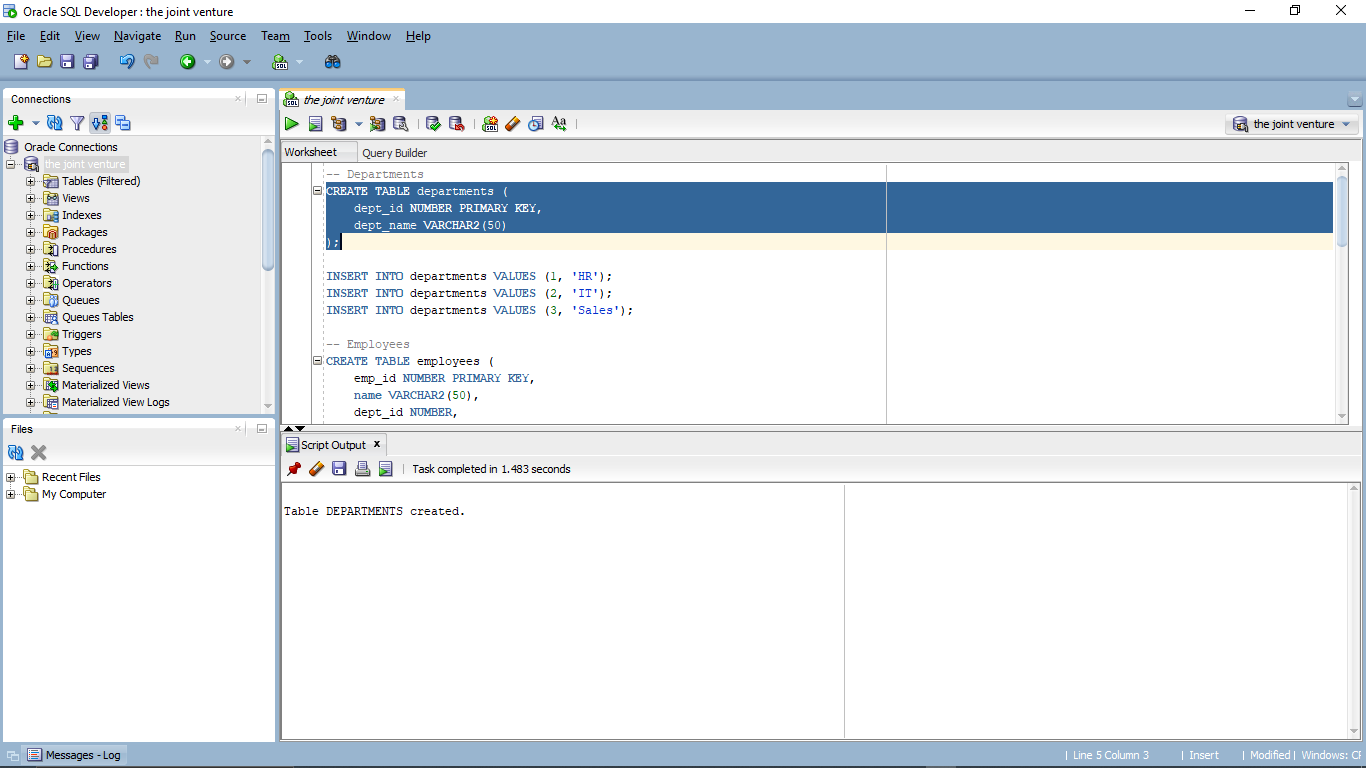 Oracle SQL Developer : the joint venture
File Edit View Navigate Run Source Team Tools Window Help
Connections
Oracle Connections
the joint venture
Tables (Filtered)
Views
Indexes
Packages
Procedures
Functions
Operators
Queues
Queues Tables
Triggers
Types
Sequences
Materialized Views
Materialized View Logs
Files
Recent Files
My Computer
the joint venture
Aa
the joint venture
Worksheet Query Builder
-- Departments
CREATE TABLE departments (
dept_id NUMBER PRIMARY KEY,
dept_name VARCHAR2(50)
);
INSERT INTO departments VALUES (1, 'HR');
INSERT INTO departments VALUES (2, 'IT');
INSERT INTO departments VALUES (3, 'Sales');
-- Employees
CREATE TABLE employees (
emp_id NUMBER PRIMARY KEY,
name VARCHAR2(50),
dept_id NUMBER,
Script Output x
Task completed in 1.483 seconds
Table DEPARTMENTS created.
Messages - Log
Line 5 Column 3 | Insert | Modified | Windows: CF